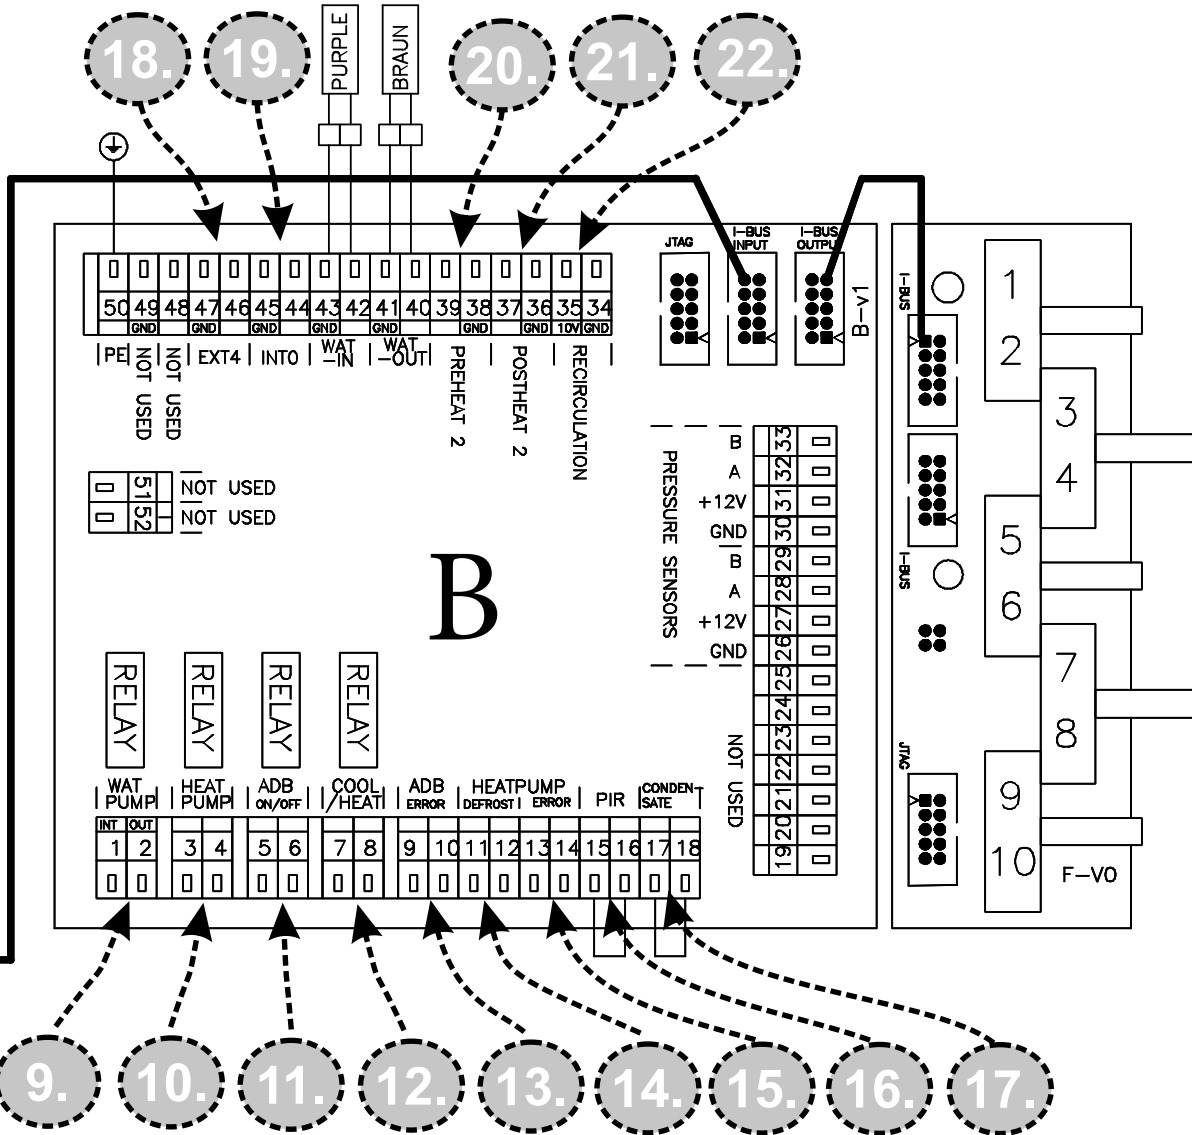 18.
19.
20.
21.
22.
PURPLE
BRAUN
JTAG
I-BUS
INPUT
I-BUS
OUTPUT
B-v1
50 49 48 47 46 45 44 43 42 41 40 39 38 37 36 35 34
GND GND GND GND GND GND GND 10V GND
PE
NOT USED
NOT USED
EXT4
INT0
WAT
-IN
WAT
-OUT
PREHEAT 2
POSTHEAT 2
RECIRCULATION
51 NOT USED
52 NOT USED
B
PRESSURE SENSORS
B 33
A 32
+12V 31
GND 30
B 29
A 28
+12V 27
GND 26
25
24
23
22
21
20
19
NOT USED
RELAY
RELAY
RELAY
RELAY
WAT
PUMP
HEAT
PUMP
ADB
ON/OFF
COOL
/HEAT
ADB
ERROR
HEATPUMP
DEFROST
ERROR
PIR
CONDEN-
SATE
INT OUT
1 2 3 4 5 6 7 8 9 10 11 12 13 14 15 16 17 18
I-BUS
I-BUS
JTAG
1
2
3
4
5
6
7
8
9
10
F-V0
9.
10.
11.
12.
13.
14.
15.
16.
17.